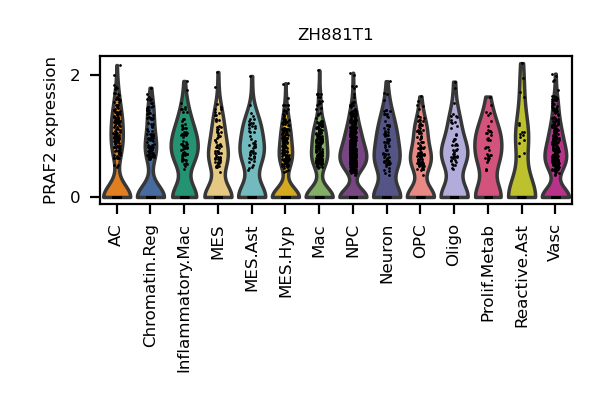 ZH881T1
PRAF2 expression
2
0
AC
Chromatin.Reg
Inflammatory.Mac
MES
MES.Ast
MES.Hyp
Mac
NPC
Neuron
OPC
Oligo
Prolif.Metab
Reactive.Ast
Vasc